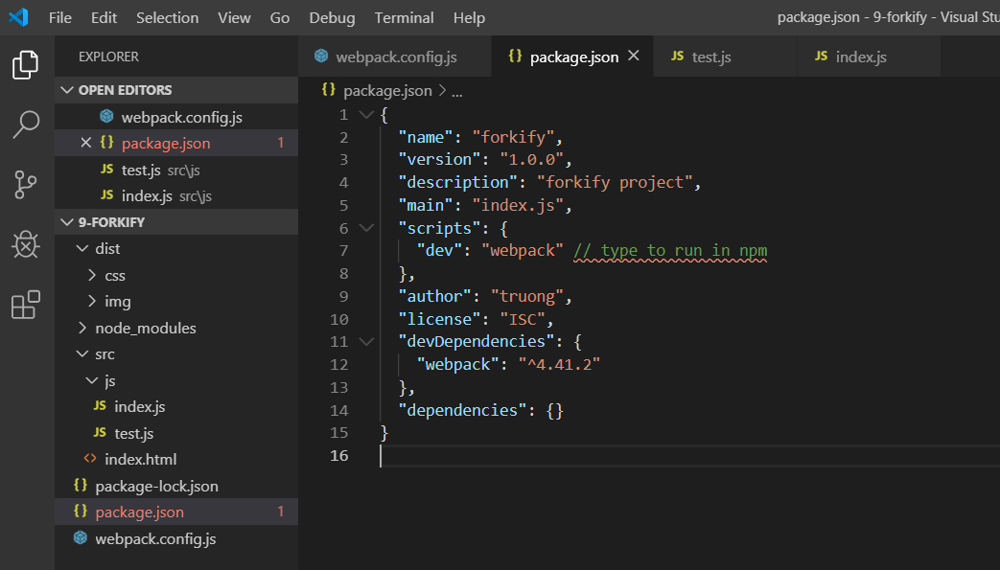 File Edit Selection View Go Debug Terminal Help package.json - 9-forkify - Visual Stu
EXPLORER
OPEN EDITORS
webpack.config.js
package.json 1
test.js src\js
index.js src\js
9-FORKIFY
dist
css
img
node_modules
src
js
JS index.js
JS test.js
<> index.html
{} package-lock.json
{} package.json 1
webpack.config.js
webpack.config.js {} package.json × JS test.js JS index.js
{} package.json > ...
1 {
2 "name": "forkify",
3 "version": "1.0.0",
4 "description": "forkify project",
5 "main": "index.js",
6 "scripts": {
7 "dev": "webpack" // type to run in npm
8 },
9 "author": "truong",
10 "license": "ISC",
11 "devDependencies": {
12 "webpack": "^4.41.2"
13 },
14 "dependencies": {}
15 }
16